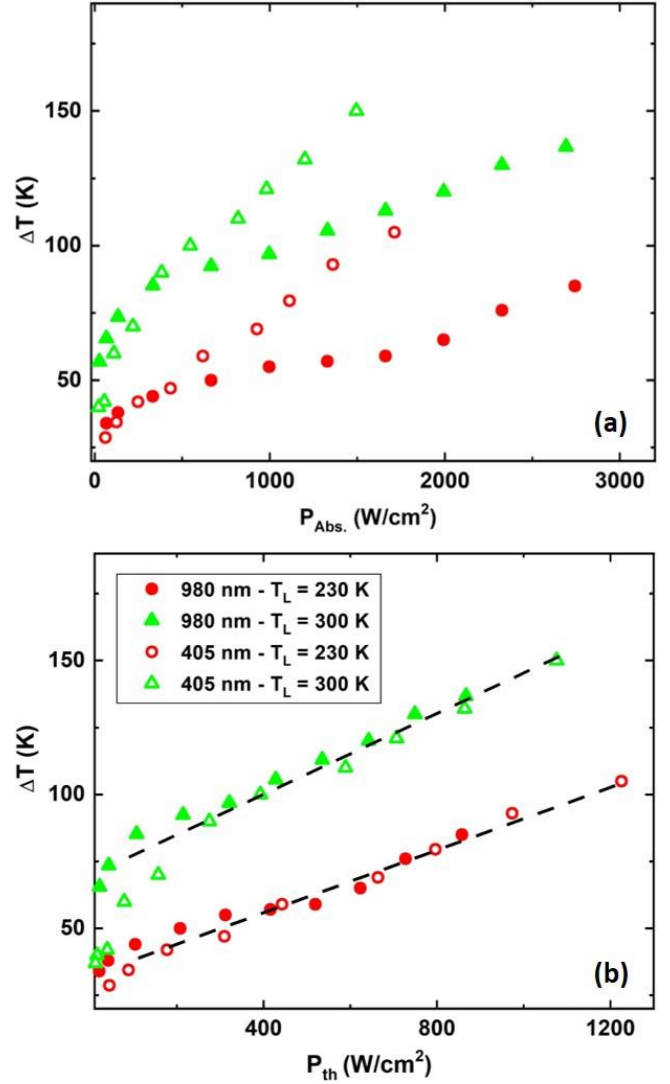 150
100
50
ΔT (K)
(a)
0
1000
2000
3000
P_Abs. (W/cm²)
980 nm - T_L = 230 K
980 nm - T_L = 300 K
405 nm - T_L = 230 K
405 nm - T_L = 300 K
150
100
50
ΔT (K)
(b)
400
800
1200
P_th (W/cm²)